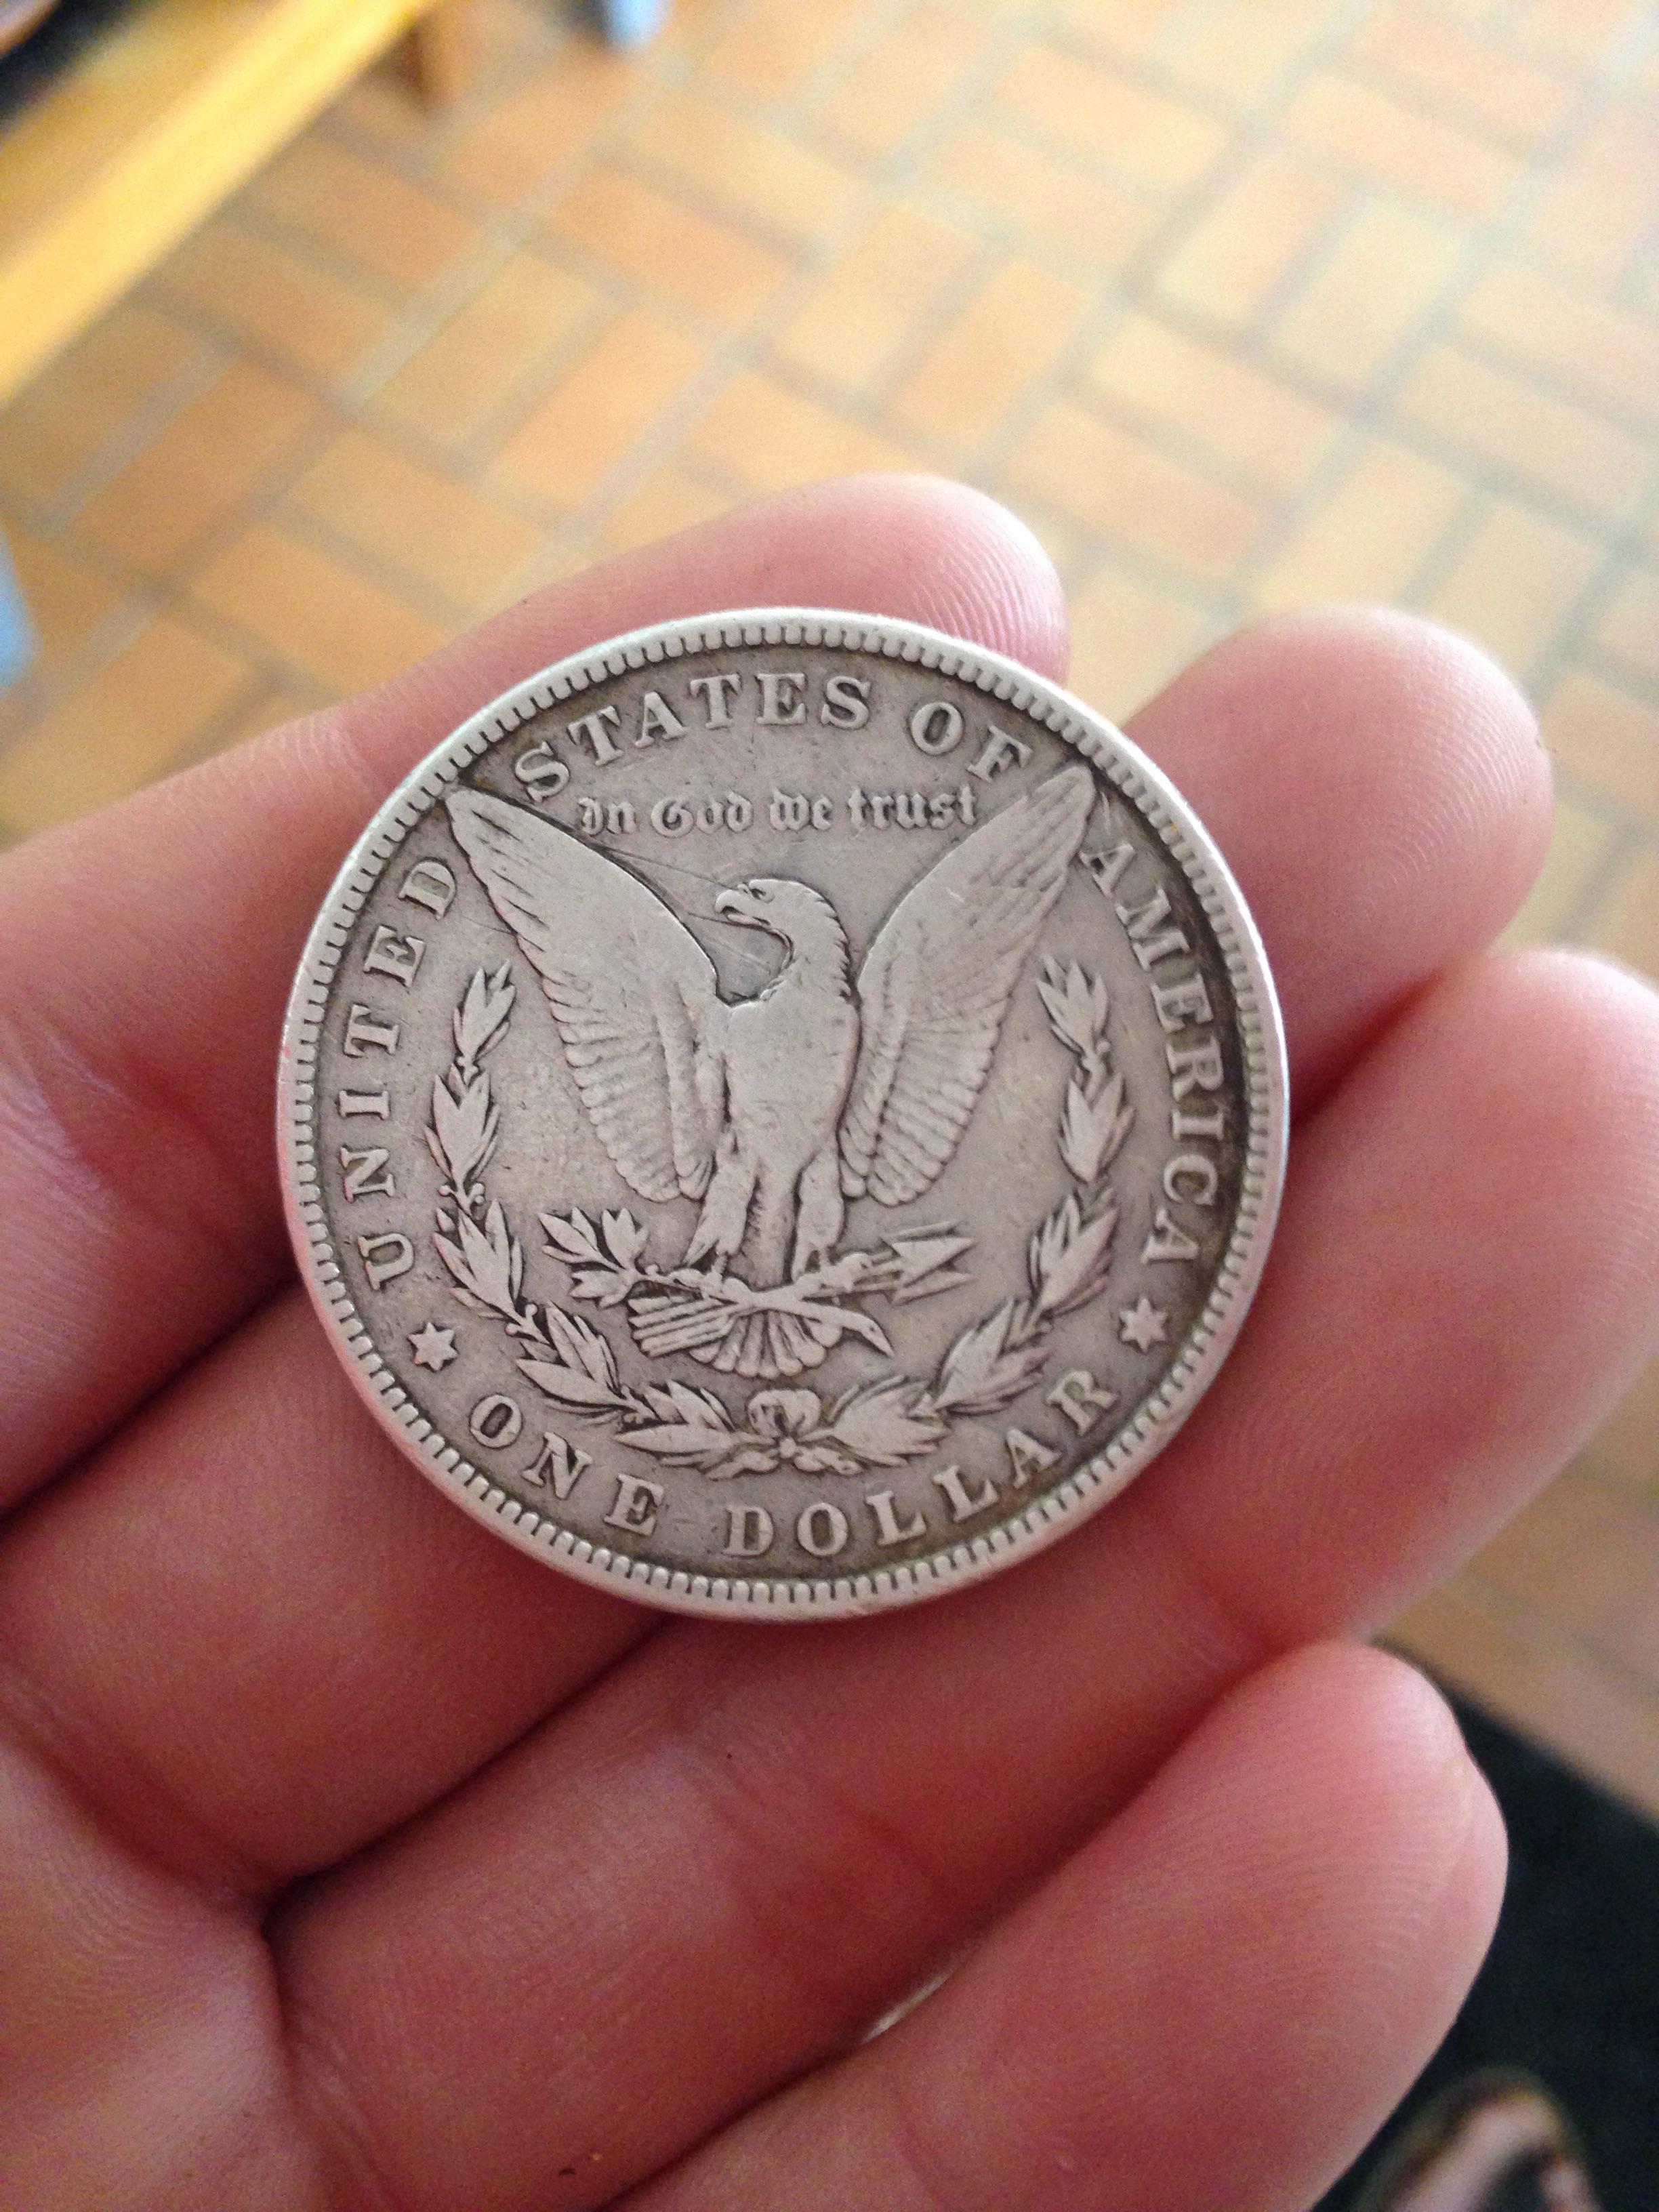 UNITED STATES OF AMERICA
In God we trust
ONE DOLLAR